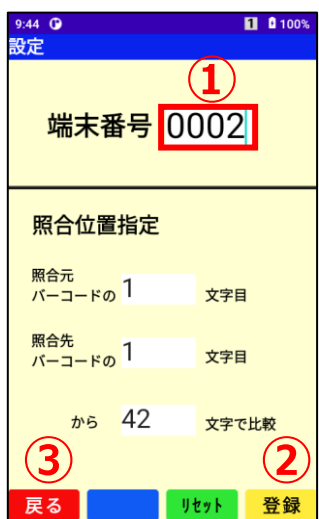 9:44 1 100%
設定
①
端末番号 0002
照合位置指定
照合元
バーコードの 1 文字目
照合先
バーコードの 1 文字目
から 42 文字で比較
③ ②
戻る リセット 登録